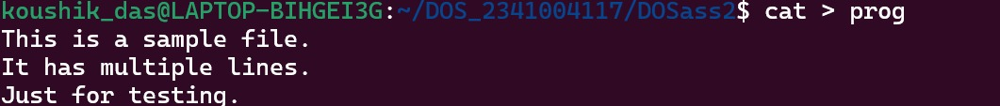 koushik_das@LAPTOP-BIHGEI3G:~/DOS_2341004117/DOSass2$ cat > prog
This is a sample file.
It has multiple lines.
Just for testing.